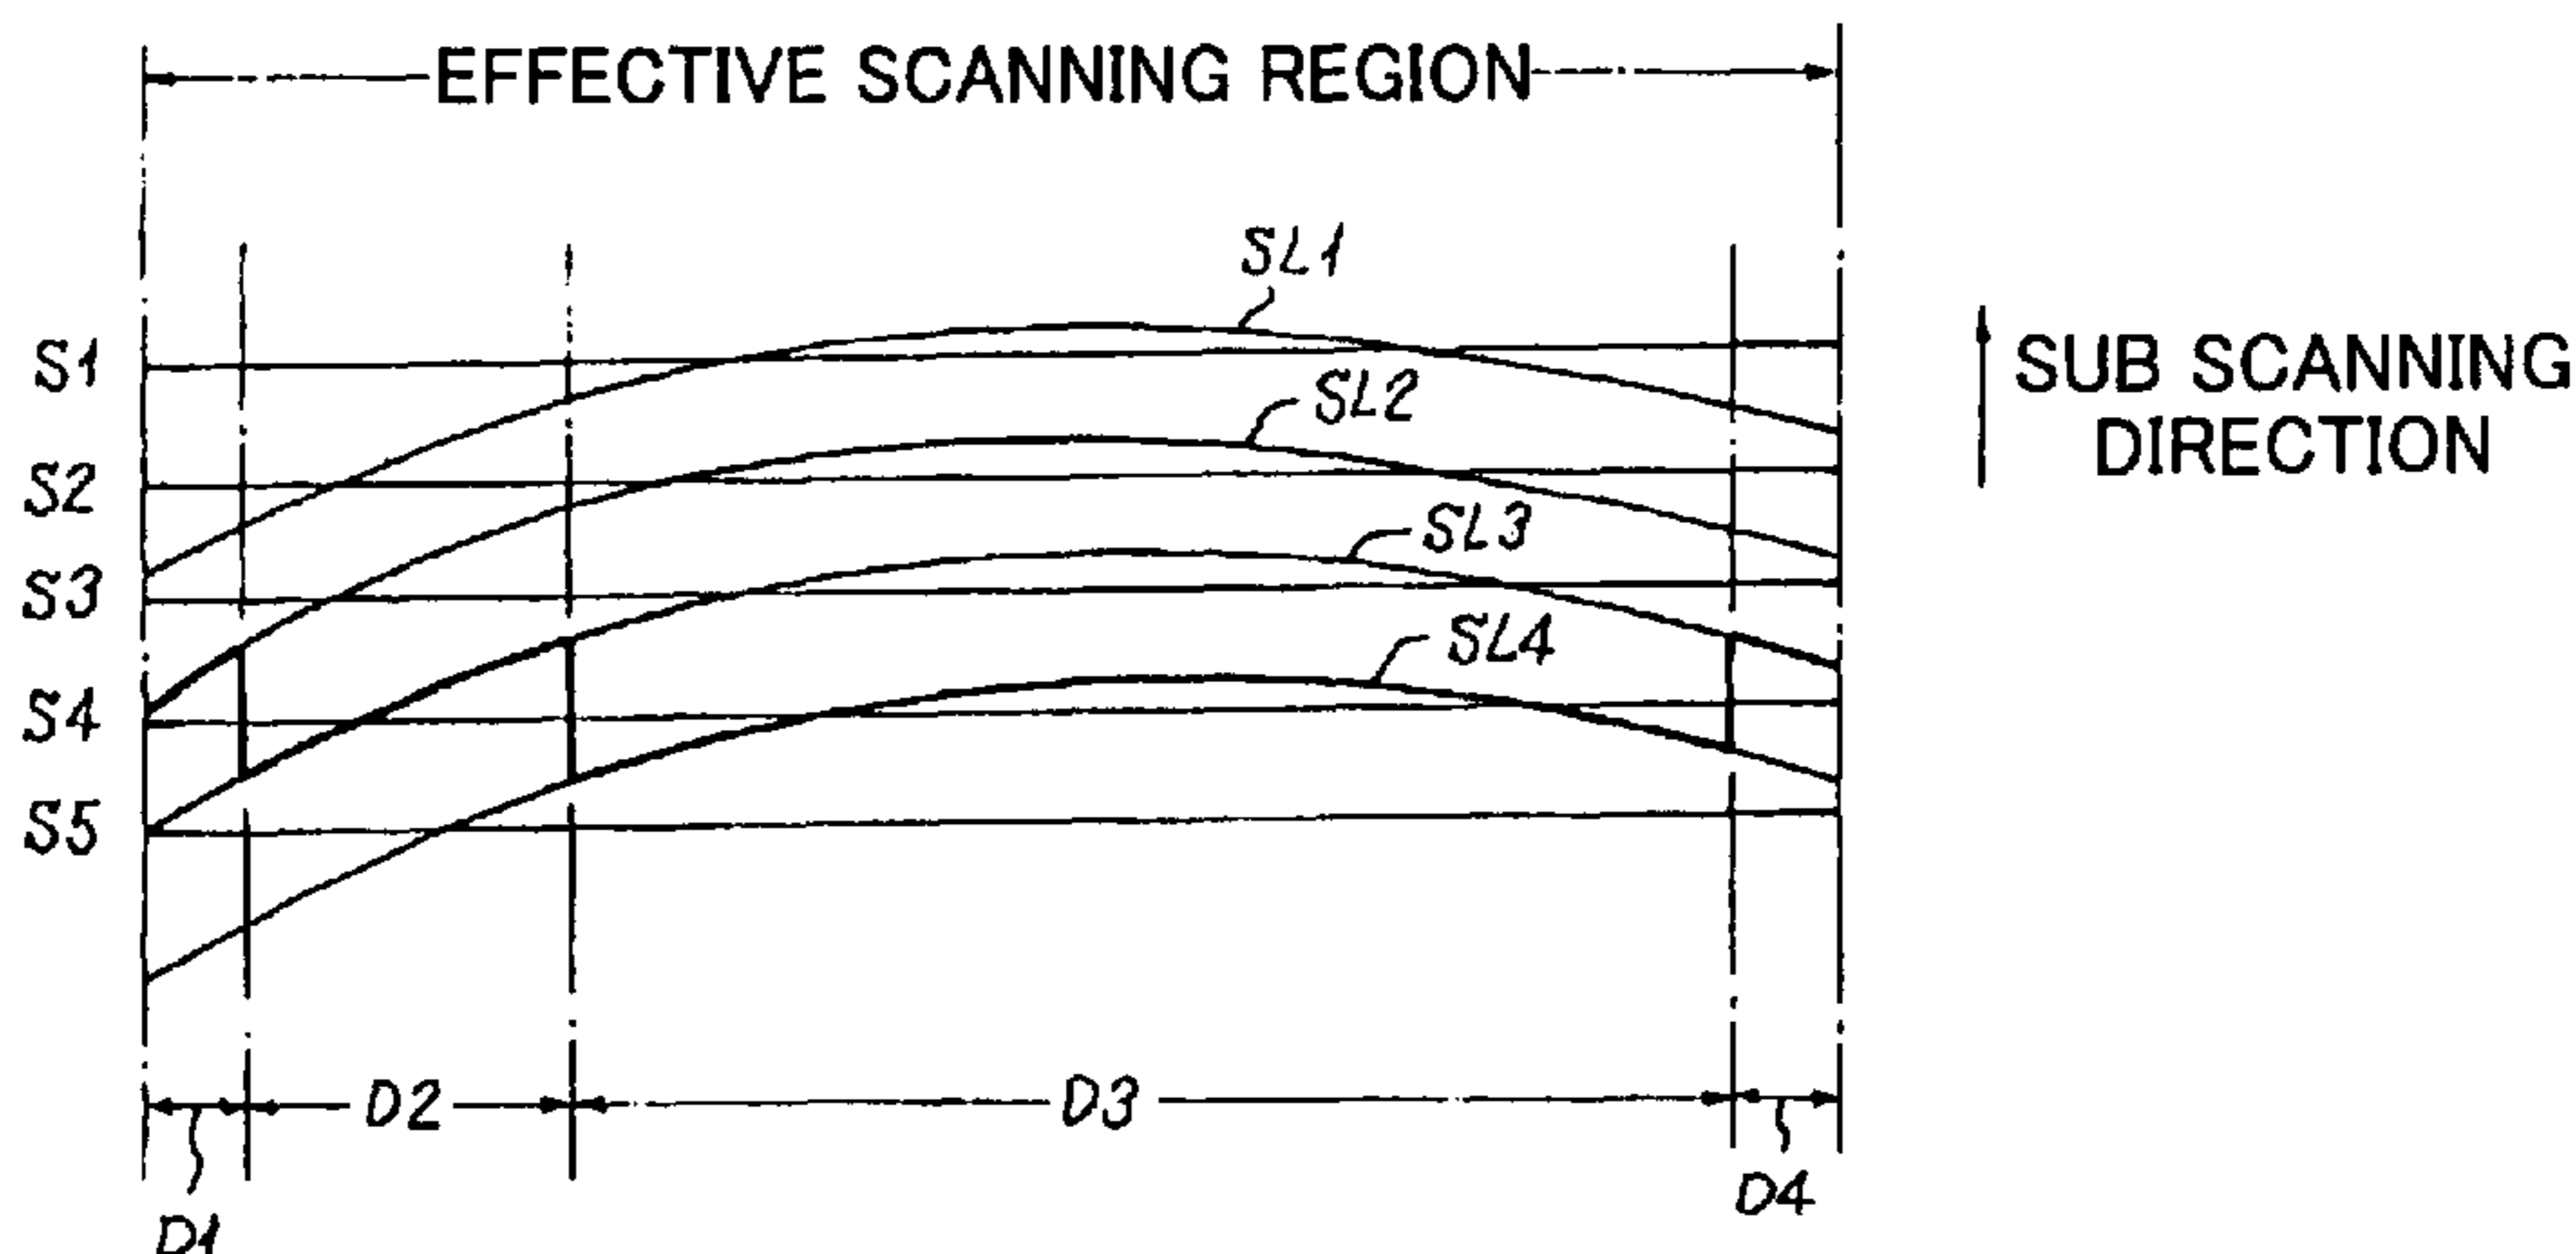 EFFECTIVE SCANNING REGION
SL1
S1
SL2
SUB SCANNING
DIRECTION
S2
SL3
S3
SL4
S4
S5
D2
D3
D4
D1